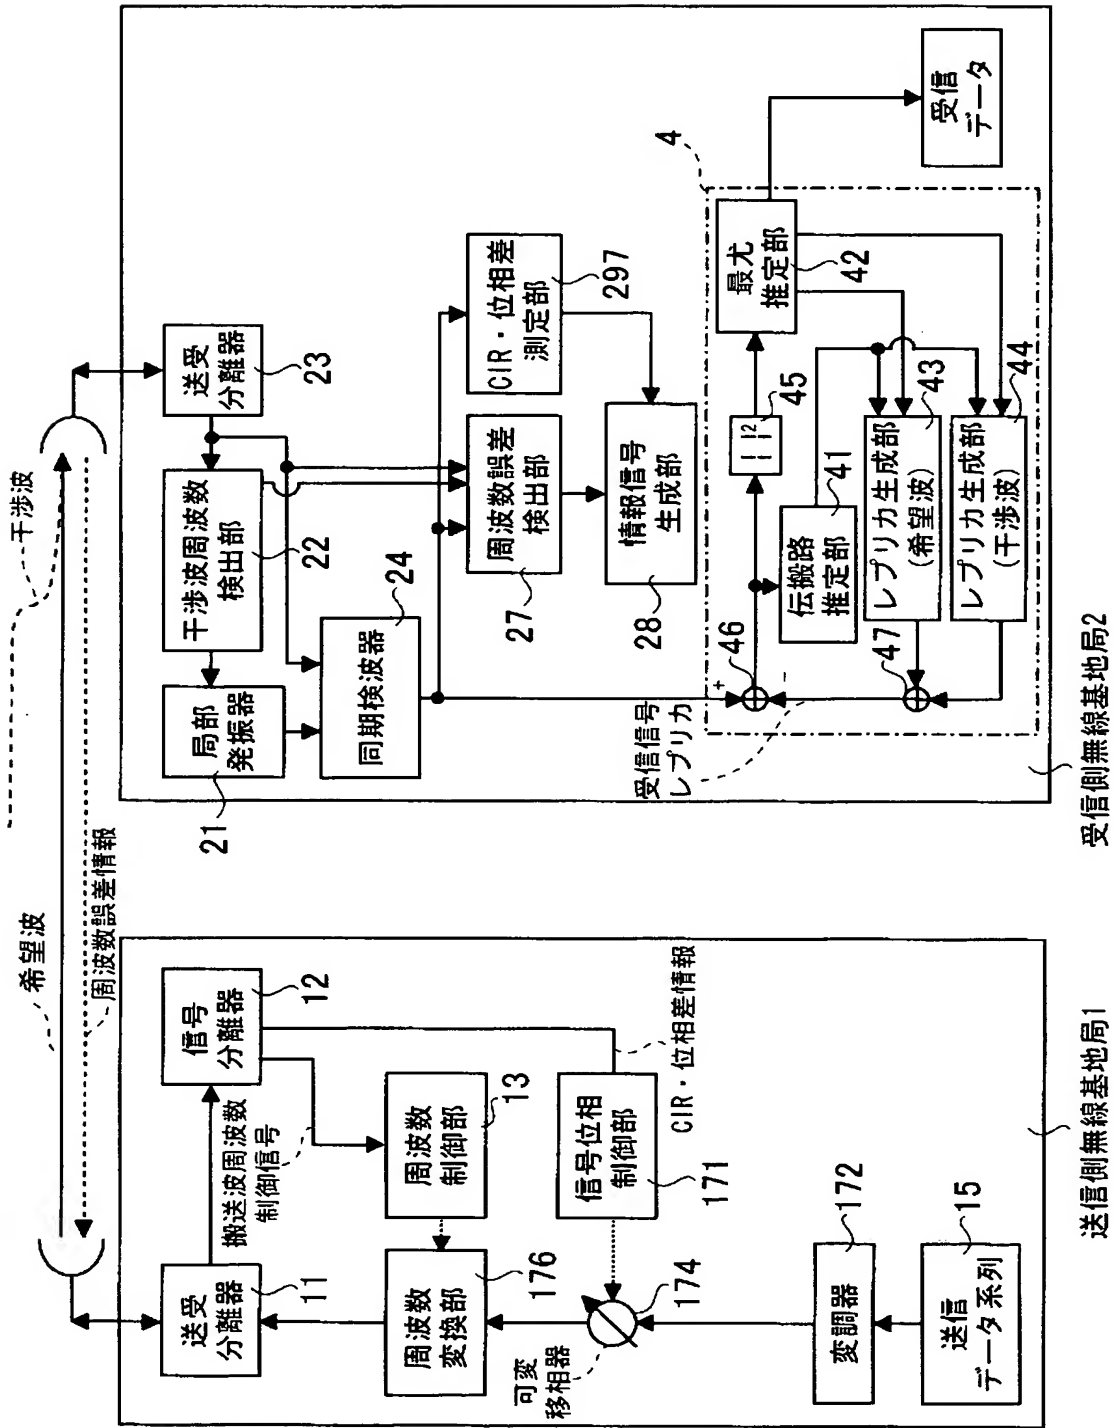 干渉波
希望波
周波数誤差情報
送受
分離器
11
信号
分離器
12
搬送波周波数
制御信号
周波数
制御部
13
周波数
変換部
176
信号位相
制御部
171
CIR・位相差情報
可変
移相器
174
変調器
172
送信
データ系列
15
送信側無線基地局1
局部
発振器
21
干渉波周波数
検出部
22
送受
分離器
23
同期検波器
24
周波数誤差
検出部
27
CIR・位相差
測定部
297
情報信号
生成部
28
受信信号
レプリカ
+
46
-
47
| |²
45
伝搬路
推定部
41
最尤
推定部
42
レプリカ生成部
(希望波)
43
レプリカ生成部
(干渉波)
44
4
受信
データ
受信側無線基地局2